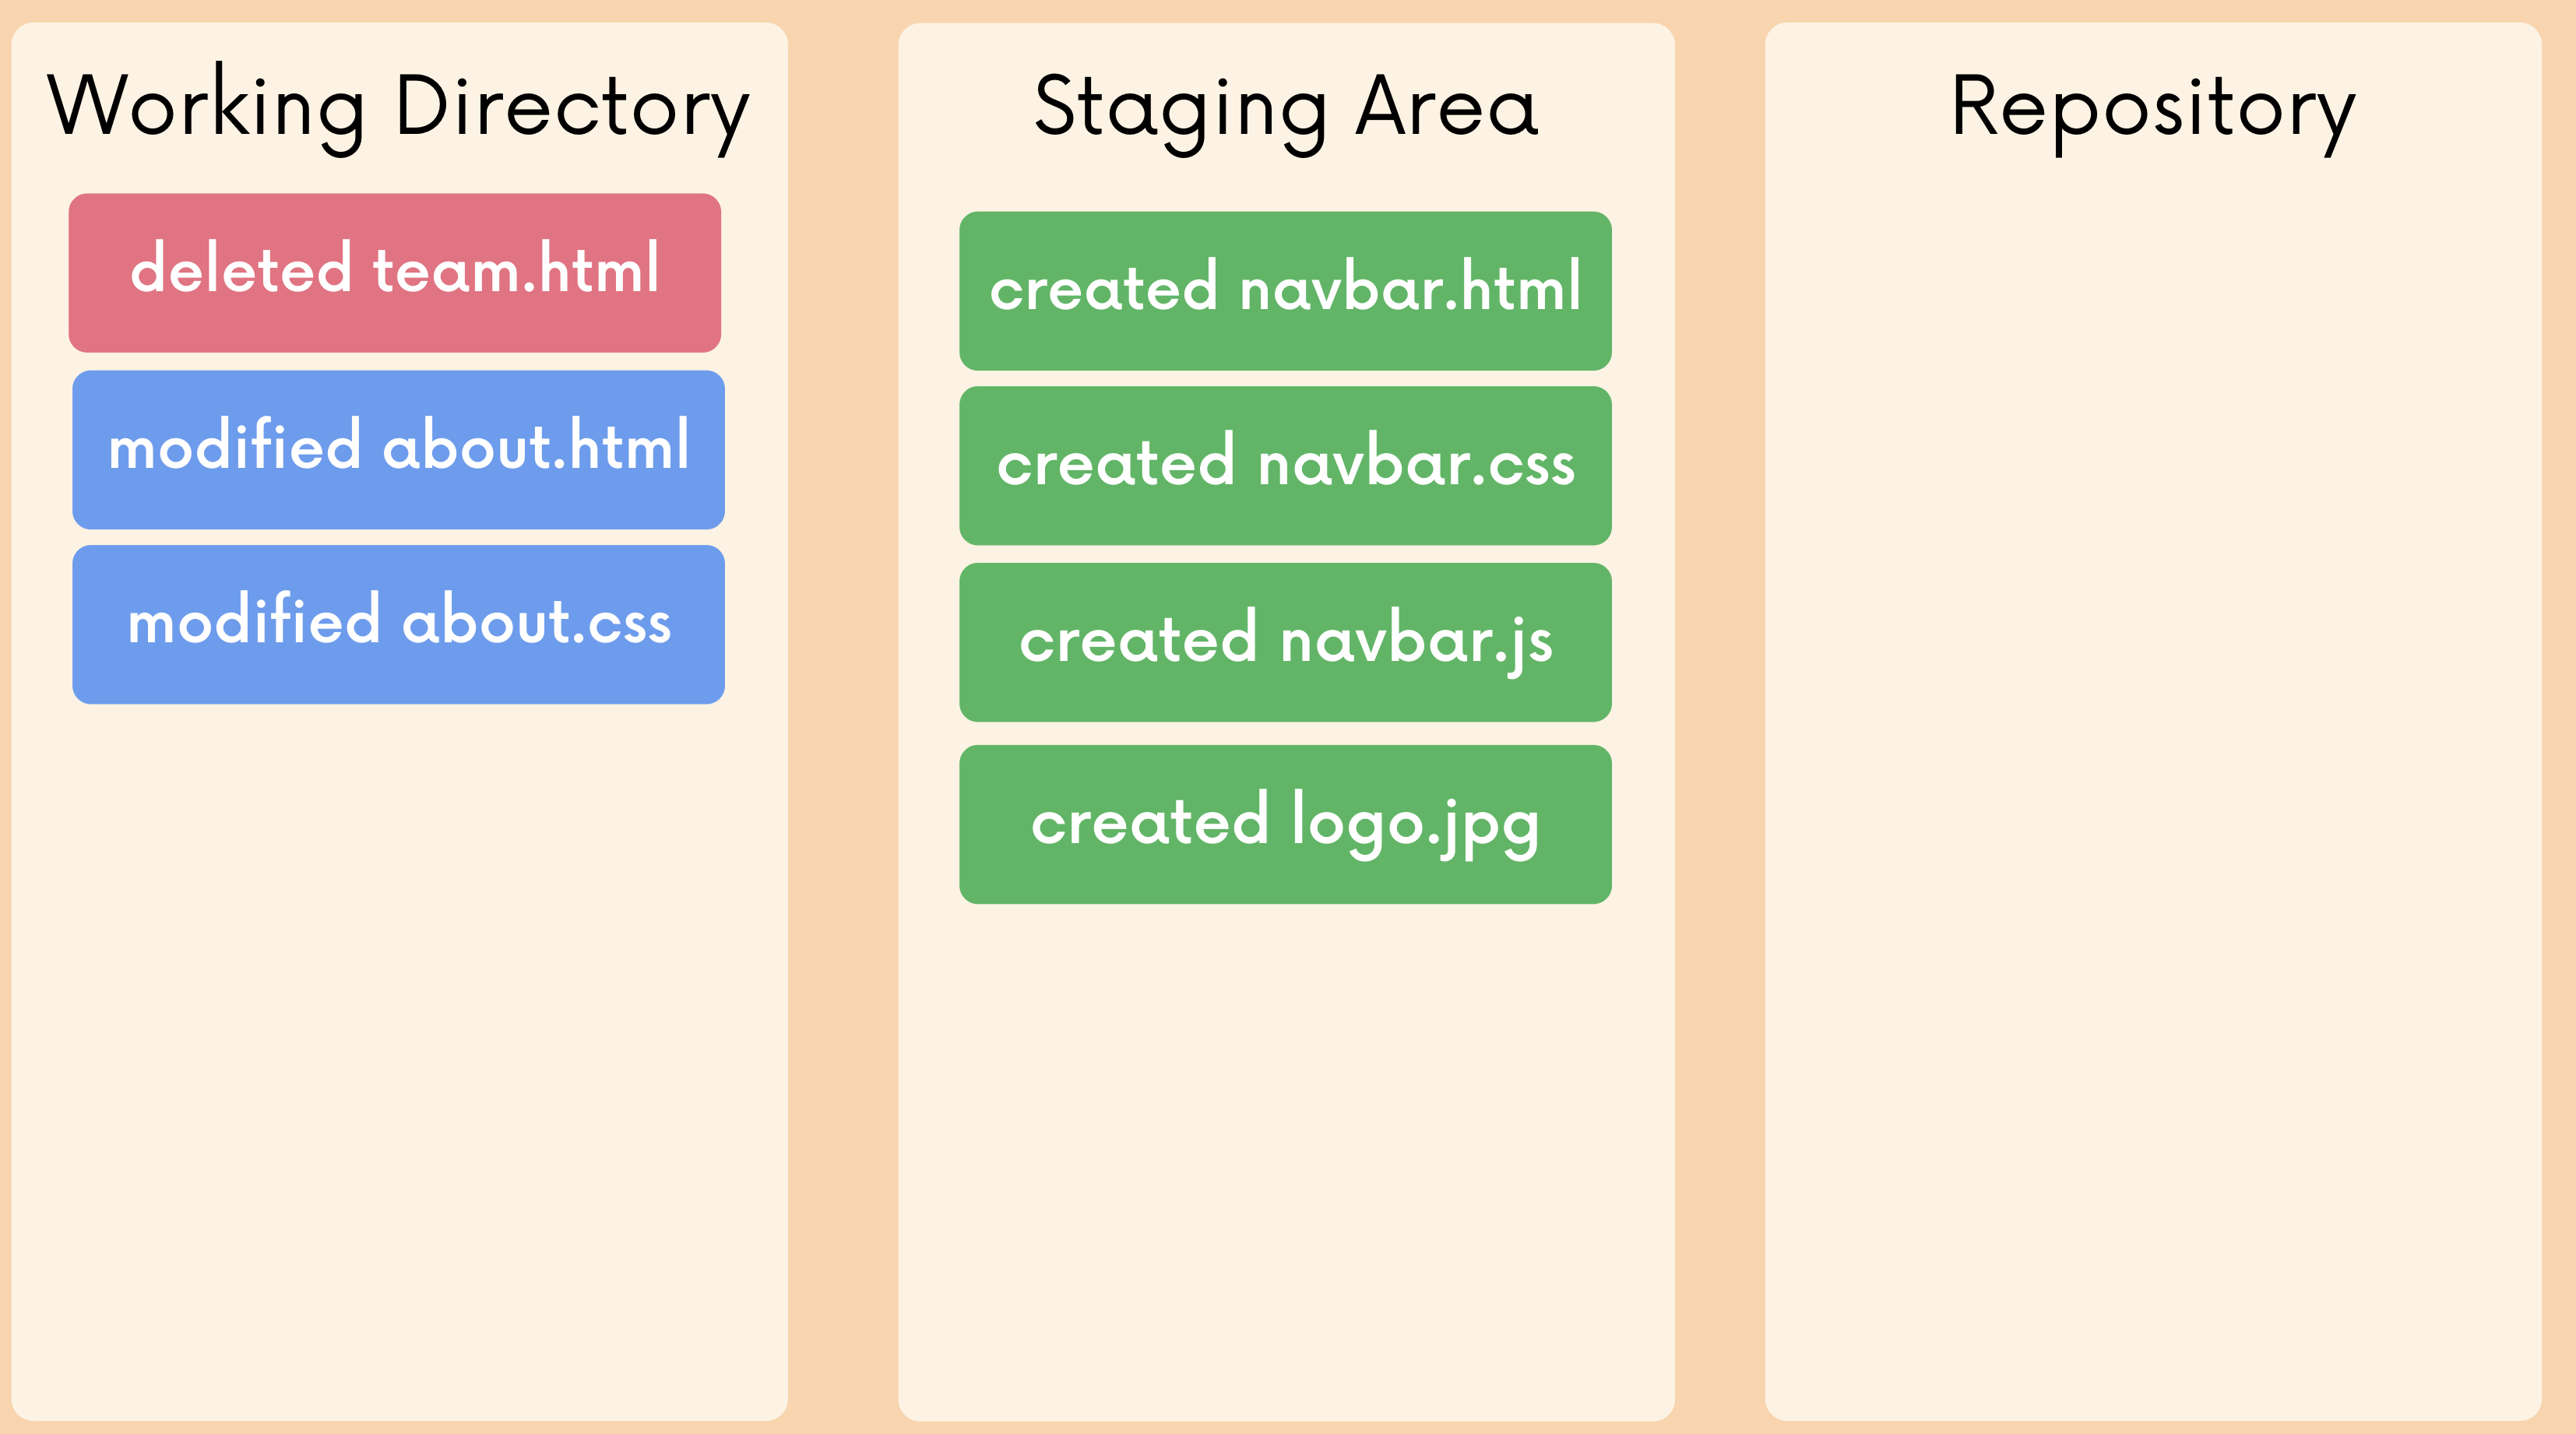 Working Directory
deleted team.html
modified about.html
modified about.css
Staging Area
created navbar.html
created navbar.css
created navbar.js
created logo.jpg
Repository